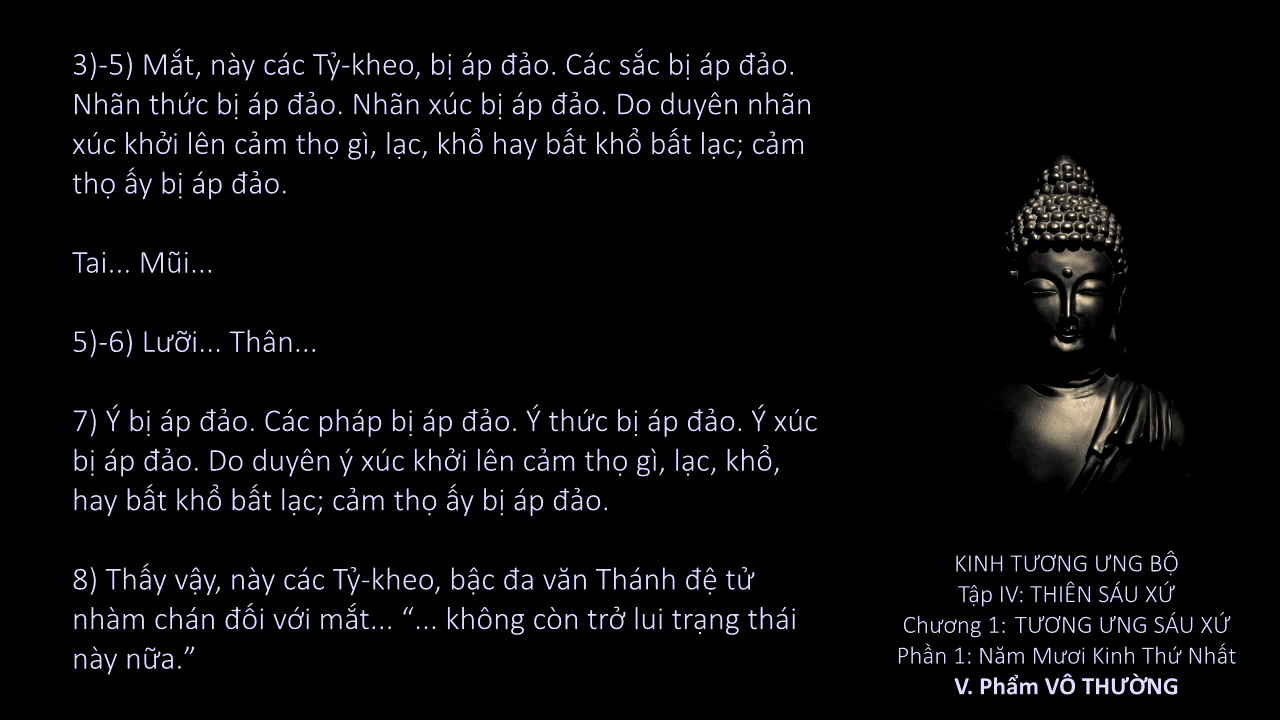 3)-5) Mắt, này các Tỷ-kheo, bị áp đảo. Các sắc bị áp đảo.
Nhãn thức bị áp đảo. Nhãn xúc bị áp đảo. Do duyên nhãn
xúc khởi lên cảm thọ gì, lạc, khổ hay bất khổ bất lạc; cảm
thọ ấy bị áp đảo.
Tai... Mũi...
5)-6) Lưỡi... Thân...
7) Ý bị áp đảo. Các pháp bị áp đảo. Ý thức bị áp đảo. Ý xúc
bị áp đảo. Do duyên ý xúc khởi lên cảm thọ gì, lạc, khổ,
hay bất khổ bất lạc; cảm thọ ấy bị áp đảo.
8) Thấy vậy, này các Tỷ-kheo, bậc đa văn Thánh đệ tử
nhàm chán đối với mắt... “... không còn trở lui trạng thái
này nữa.”
KINH TƯƠNG ƯNG BỘ
Tập IV: THIÊN SÁU XỨ
Chương 1: TƯƠNG ƯNG SÁU XỨ
Phần 1: Năm Mươi Kinh Thứ Nhất
V. Phẩm VÔ THƯỜNG